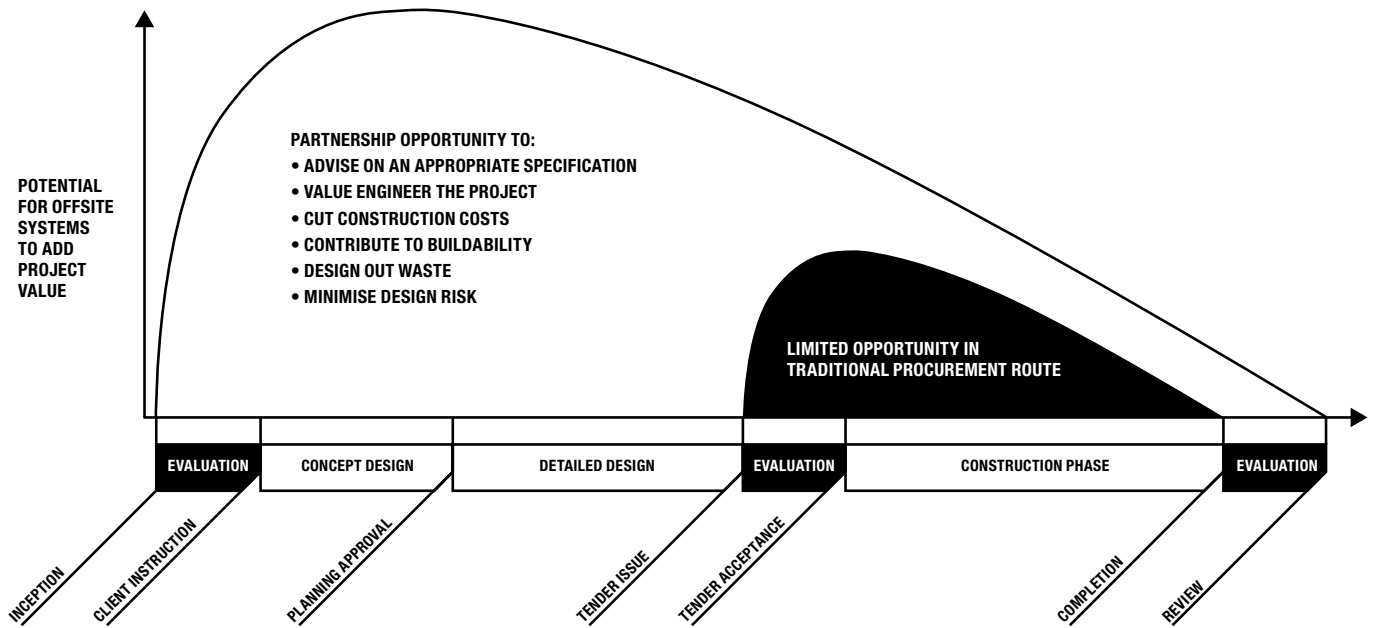 POTENTIAL
FOR OFFSITE
SYSTEMS
TO ADD
PROJECT
VALUE
PARTNERSHIP OPPORTUNITY TO:
• ADVISE ON AN APPROPRIATE SPECIFICATION
• VALUE ENGINEER THE PROJECT
• CUT CONSTRUCTION COSTS
• CONTRIBUTE TO BUILDABILITY
• DESIGN OUT WASTE
• MINIMISE DESIGN RISK
LIMITED OPPORTUNITY IN
TRADITIONAL PROCUREMENT ROUTE
EVALUATION
CONCEPT DESIGN
DETAILED DESIGN
EVALUATION
CONSTRUCTION PHASE
EVALUATION
INCEPTION
CLIENT INSTRUCTION
PLANNING APPROVAL
TENDER ISSUE
TENDER ACCEPTANCE
COMPLETION
REVIEW